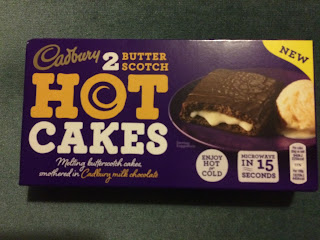 NEW
Cadbury 2 BUTTER
SCOTCH
HOT
CAKES
Melting butterscotch cakes,
smothered in Cadbury milk chocolate
ENJOY
HOT
OR
COLD
MICROWAVE
IN 15
SECONDS